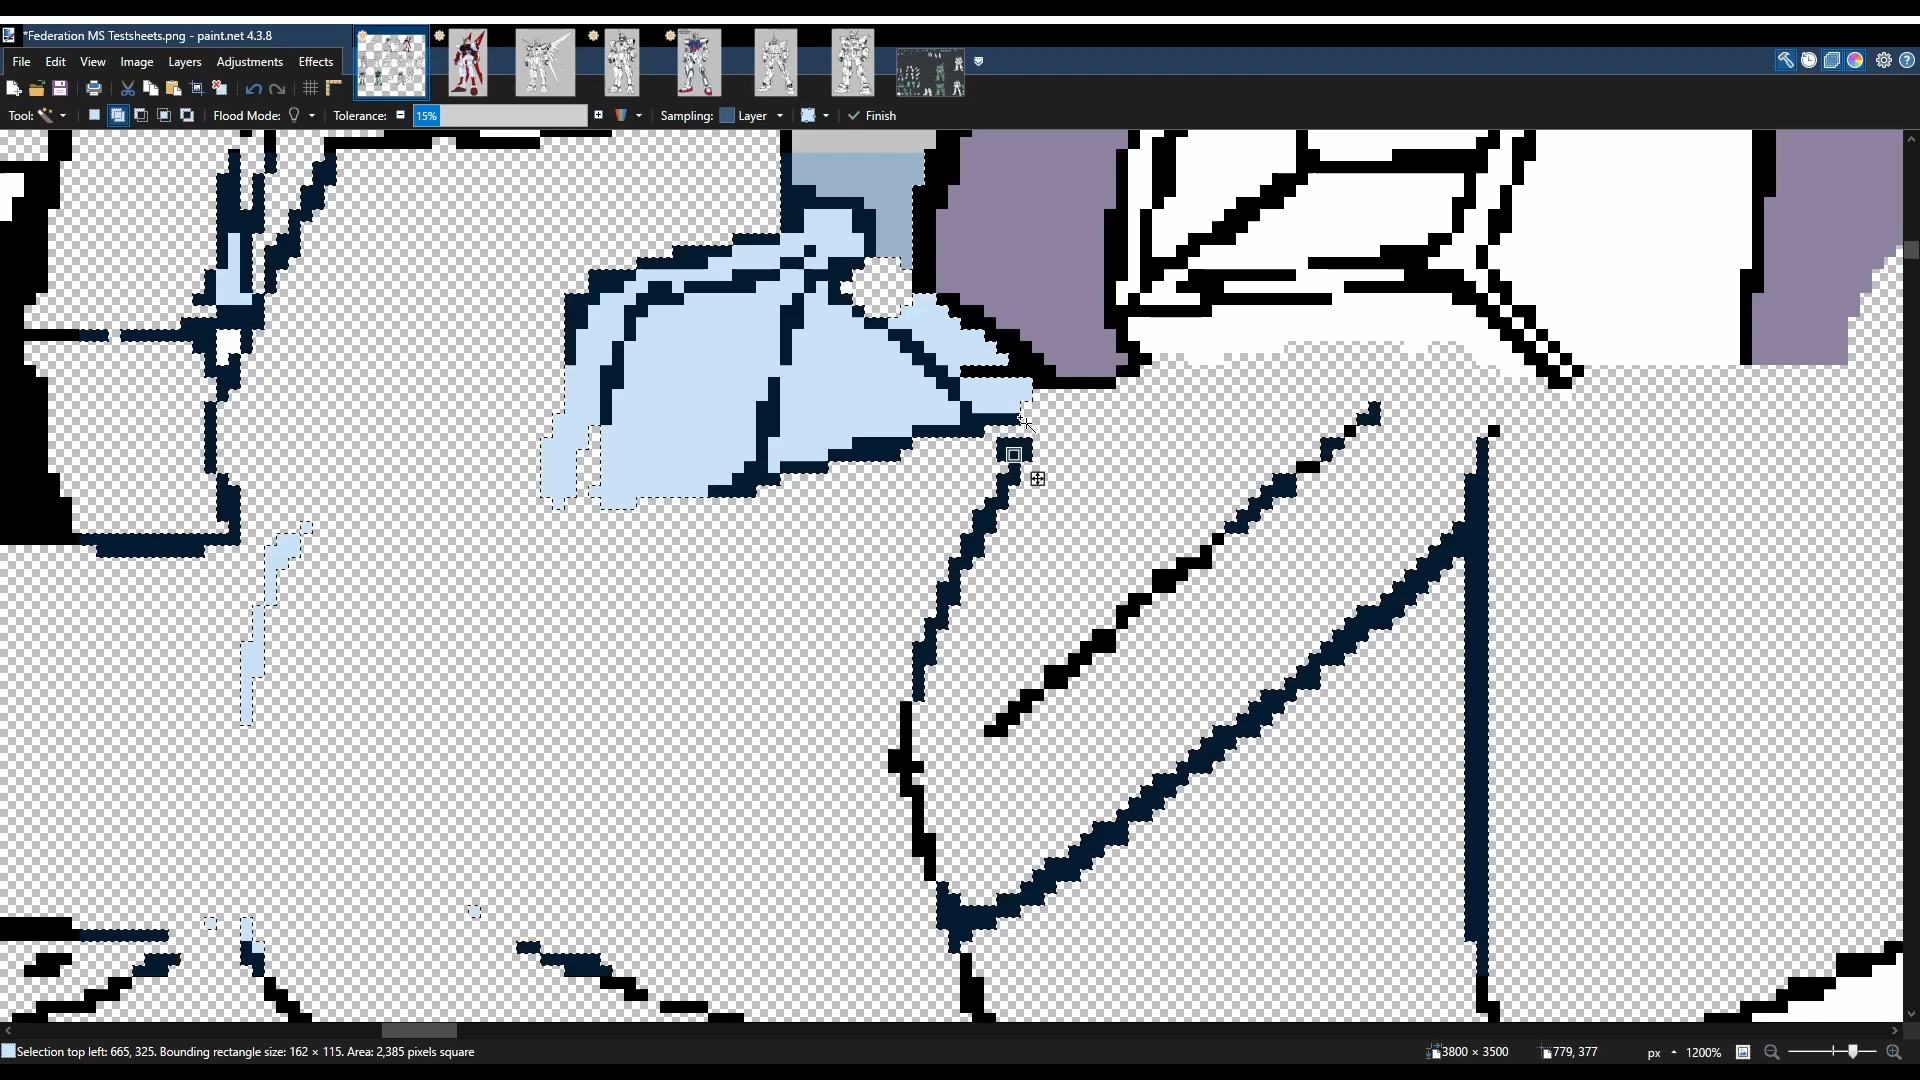 *Federation MS Testsheets.png - paint.net 4.3.8
File Edit View Image Layers Adjustments Effects
Tool: Flood Mode: Tolerance: 15% Sampling: Layer Finish
Selection top left: 665, 325. Bounding rectangle size: 162 × 115. Area: 2,385 pixels square 3800 × 3500 779, 377 px 1200%